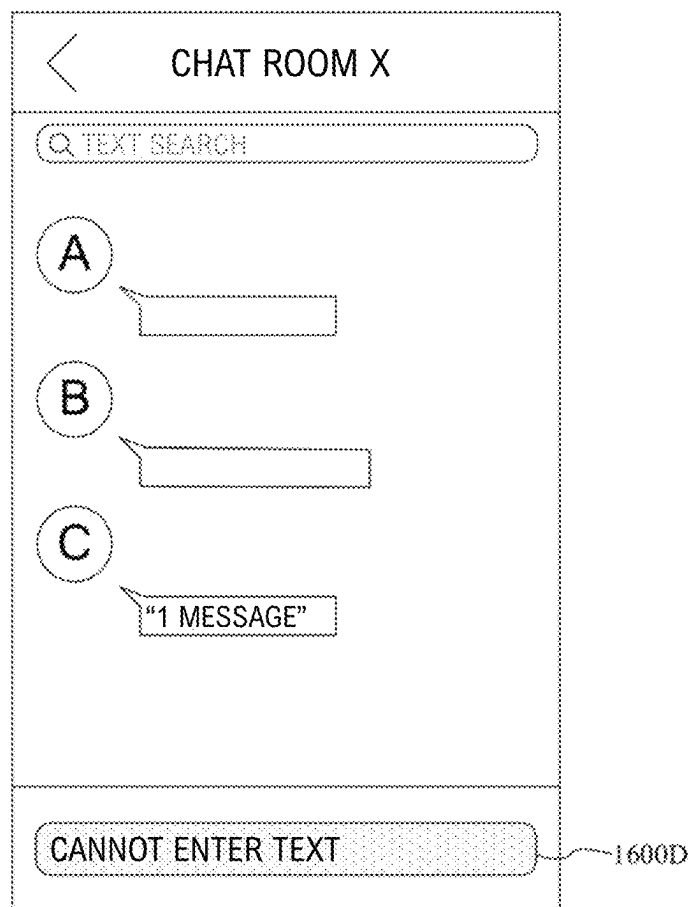 CHAT ROOM X
TEXT SEARCH
A
B
C
“1 MESSAGE”
CANNOT ENTER TEXT
1600D